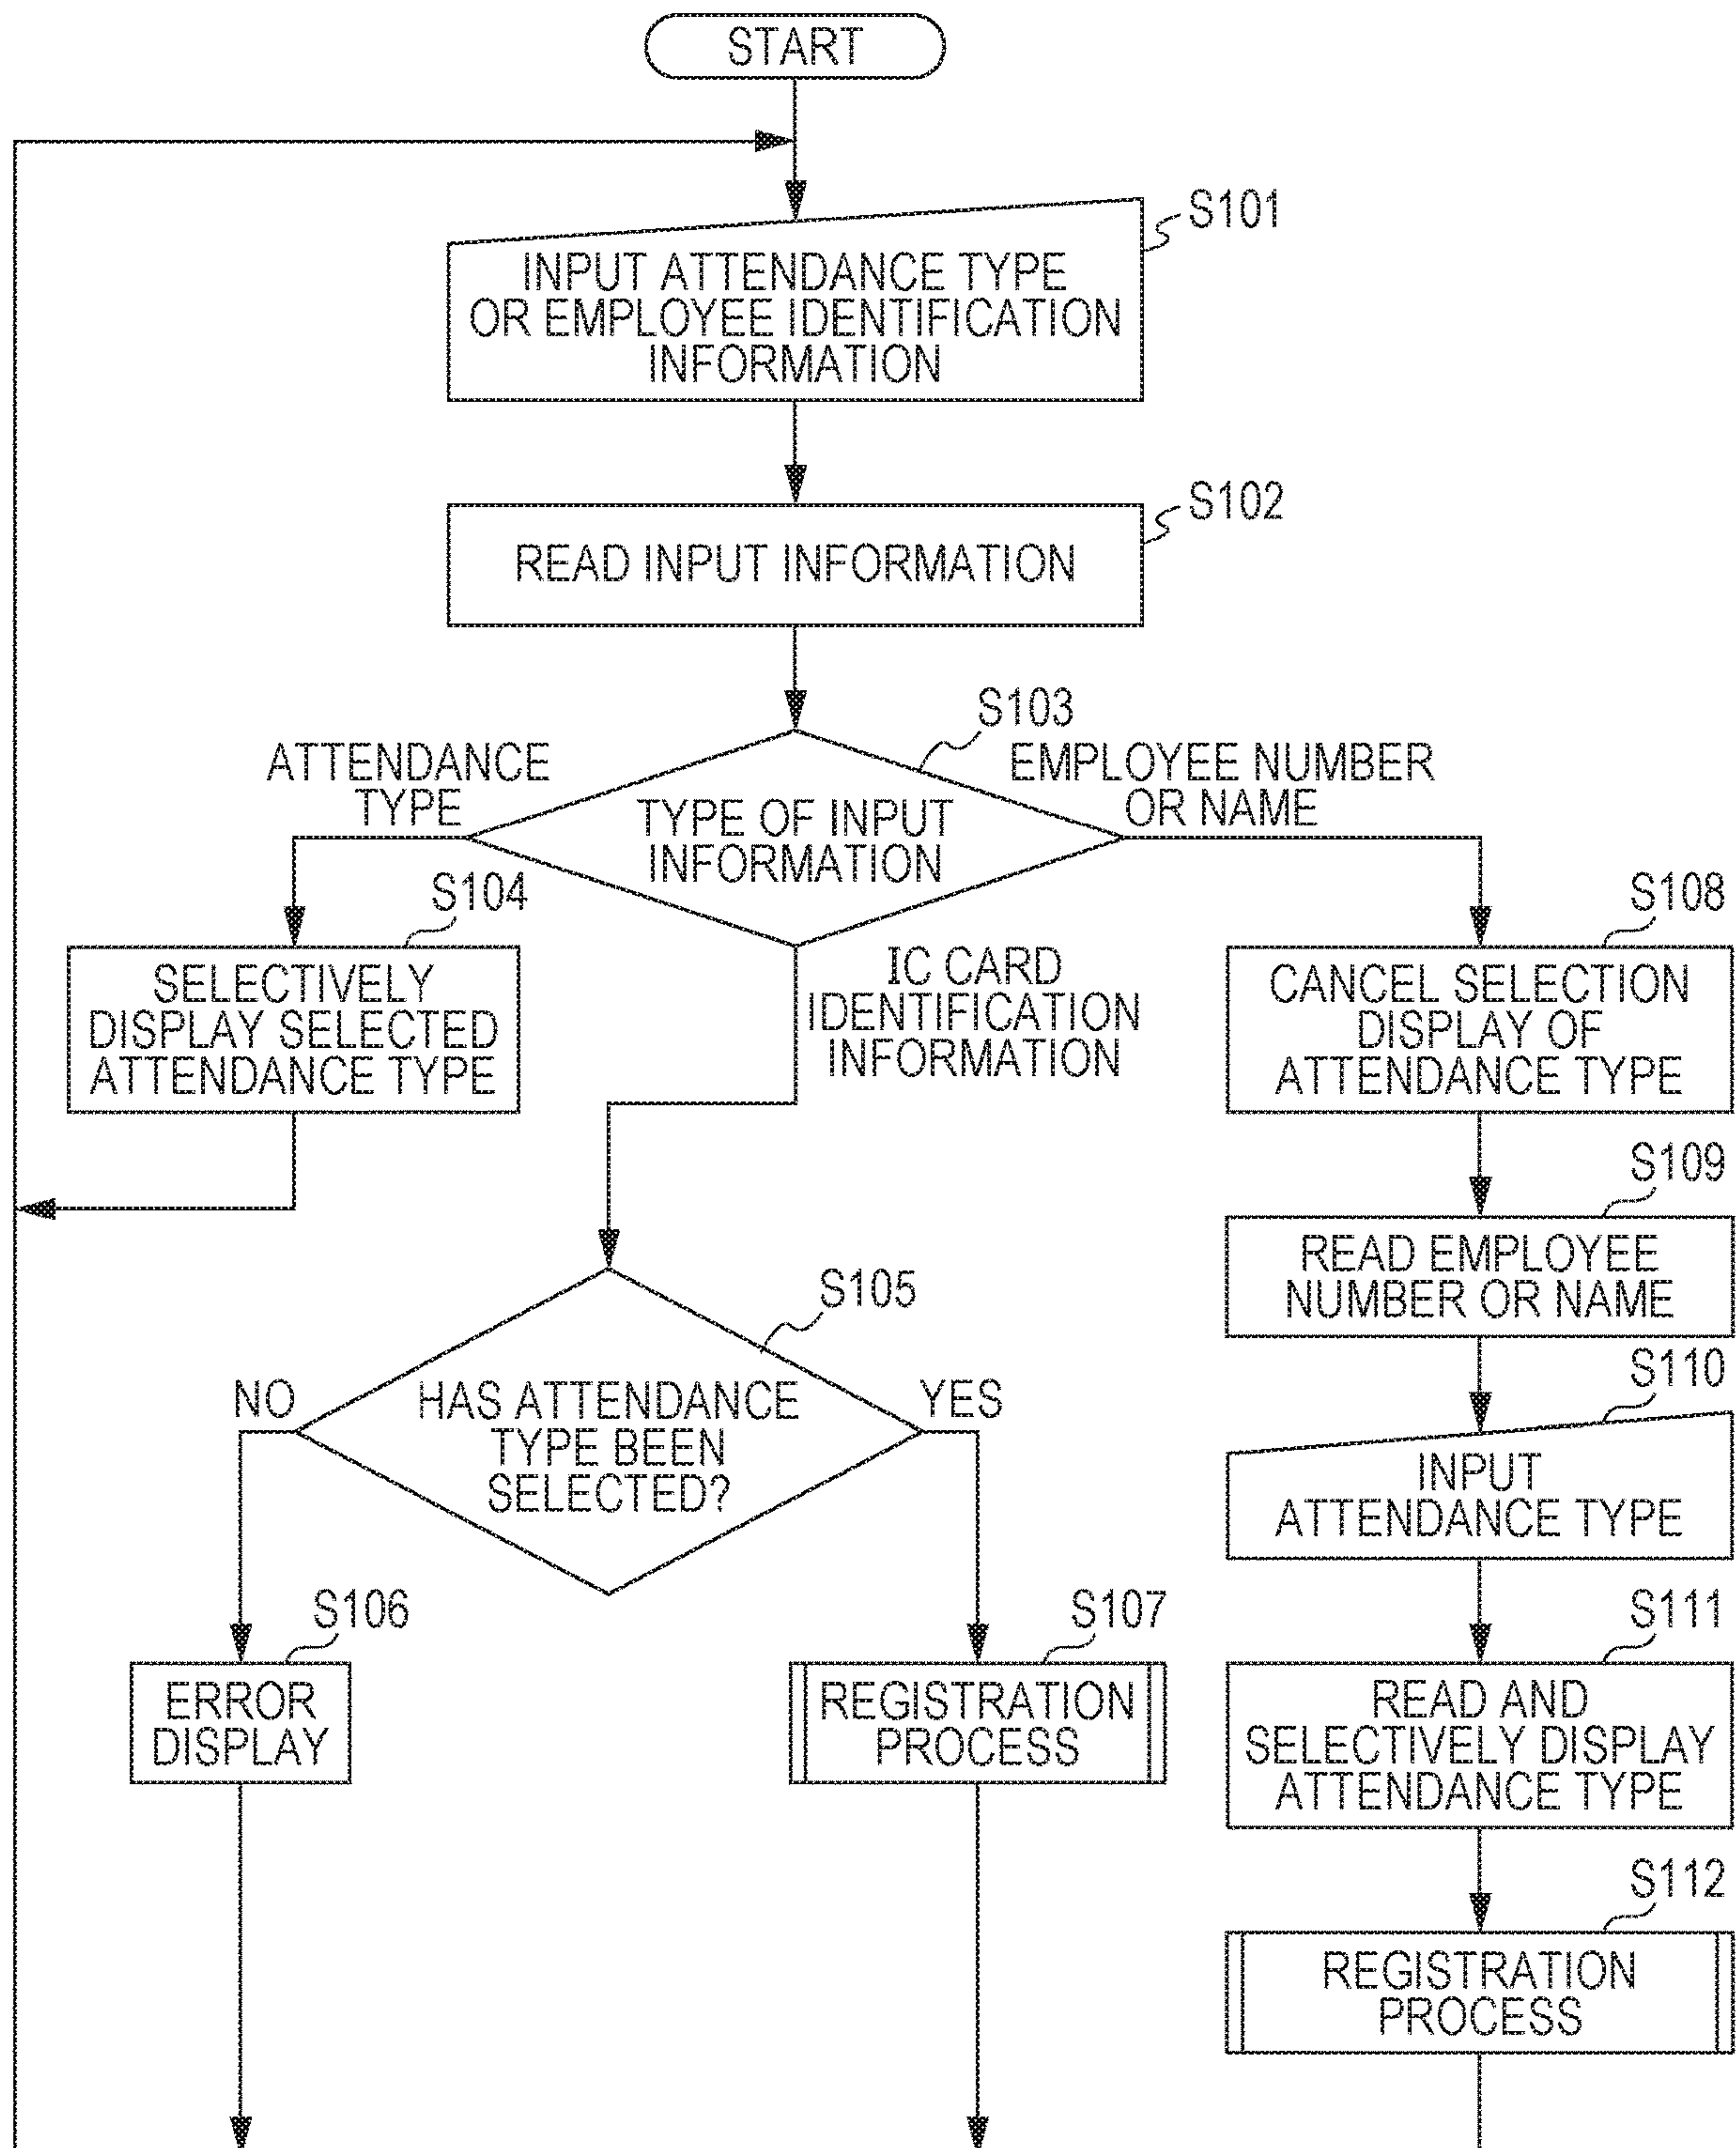 START
S101
INPUT ATTENDANCE TYPE
OR EMPLOYEE IDENTIFICATION
INFORMATION
S102
READ INPUT INFORMATION
S103
ATTENDANCE
TYPE
EMPLOYEE NUMBER
OR NAME
TYPE OF INPUT
INFORMATION
S104
SELECTIVELY
DISPLAY SELECTED
ATTENDANCE TYPE
IC CARD
IDENTIFICATION
INFORMATION
S108
CANCEL SELECTION
DISPLAY OF
ATTENDANCE TYPE
S109
READ EMPLOYEE
NUMBER OR NAME
S105
NO
HAS ATTENDANCE
TYPE BEEN
SELECTED?
YES
S110
INPUT
ATTENDANCE TYPE
S106
ERROR
DISPLAY
S107
REGISTRATION
PROCESS
S111
READ AND
SELECTIVELY DISPLAY
ATTENDANCE TYPE
S112
REGISTRATION
PROCESS